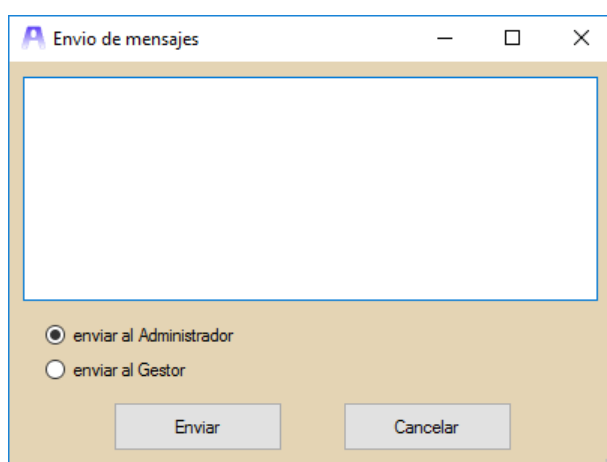 Envio de mensajes
enviar al Administrador
enviar al Gestor
Enviar Cancelar